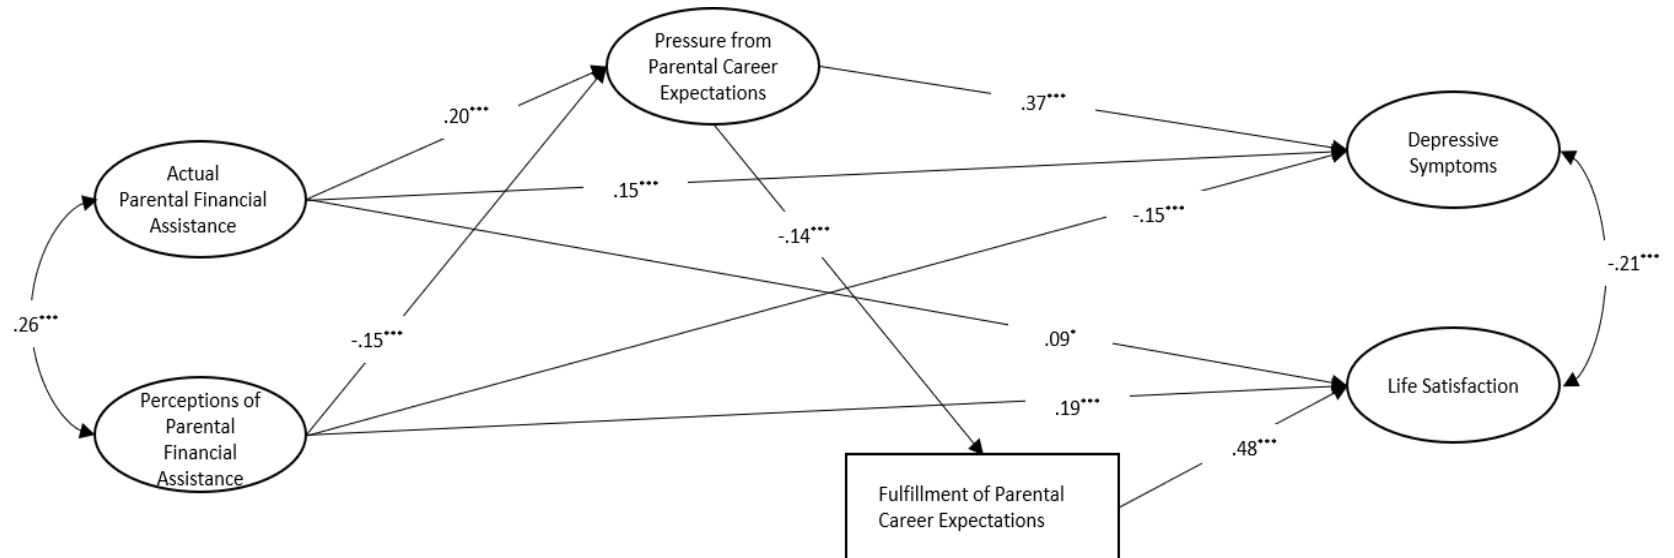 Pressure from
Parental Career
Expectations
.37***
.20***
Depressive
Symptoms
Actual
Parental Financial
Assistance
.15***
-.15***
-.14***
-.21***
.26***
-.15***
.09*
Life Satisfaction
Perceptions of
Parental
Financial
Assistance
.19***
.48***
Fulfillment of Parental
Career Expectations